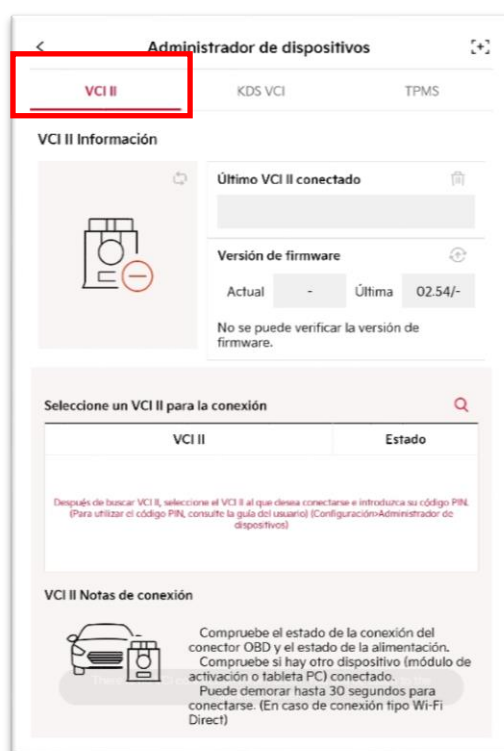 < Administrador de dispositivos [+]
VCI II KDS VCI TPMS
VCI II Información
Último VCI II conectado
Versión de firmware
Actual - Última 02.54/-
No se puede verificar la versión de
firmware.
Seleccione un VCI II para la conexión
VCI II Estado
Después de buscar VCI II, seleccione el VCI II al que desea conectarse e introduzca su código PIN.
(Para utilizar el código PIN, consulte la guía del usuario) (Configuración>Administrador de
dispositivos)
VCI II Notas de conexión
Compruebe el estado de la conexión del
conector OBD y el estado de la alimentación.
Compruebe si hay otro dispositivo (módulo de
activación o tableta PC) conectado.
Puede demorar hasta 30 segundos para
conectarse. (En caso de conexión tipo Wi-Fi
Direct)